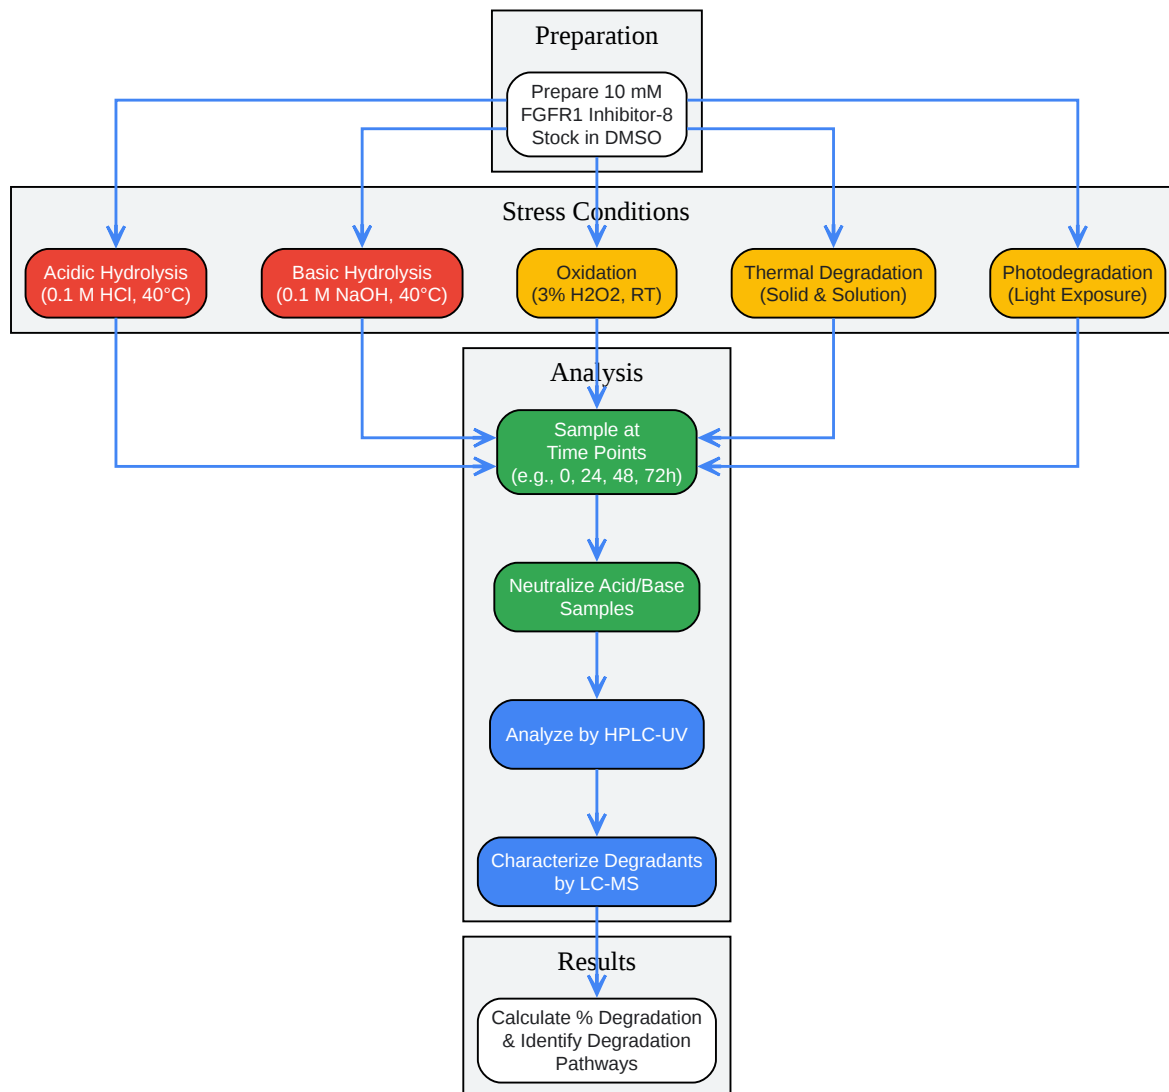 Preparation
Prepare 10 mM
FGFR1 Inhibitor-8
Stock in DMSO
Stress Conditions
Acidic Hydrolysis
(0.1 M HCl, 40°C)
Basic Hydrolysis
(0.1 M NaOH, 40°C)
Oxidation
(3% H2O2, RT)
Thermal Degradation
(Solid & Solution)
Photodegradation
(Light Exposure)
Analysis
Sample at
Time Points
(e.g., 0, 24, 48, 72h)
Neutralize Acid/Base
Samples
Analyze by HPLC-UV
Characterize Degradants
by LC-MS
Results
Calculate % Degradation
& Identify Degradation
Pathways